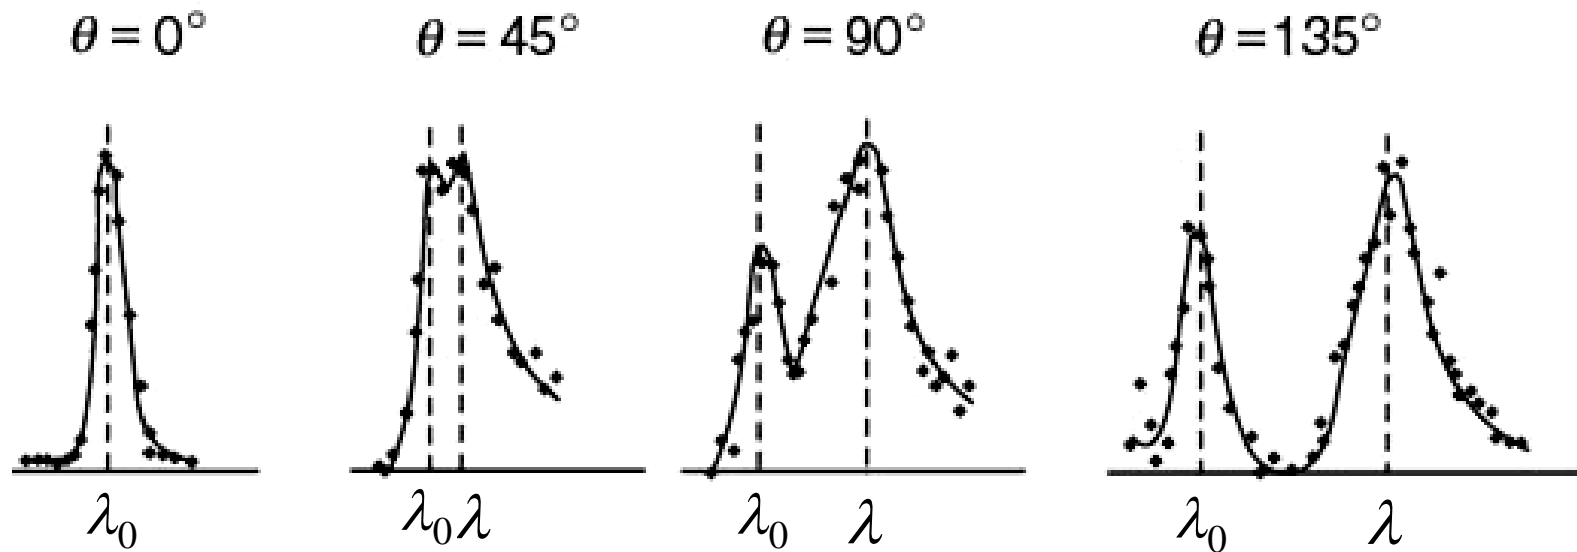 θ = 0° θ = 45° θ = 90° θ = 135°
λ₀ λ₀ λ λ₀ λ λ₀ λ